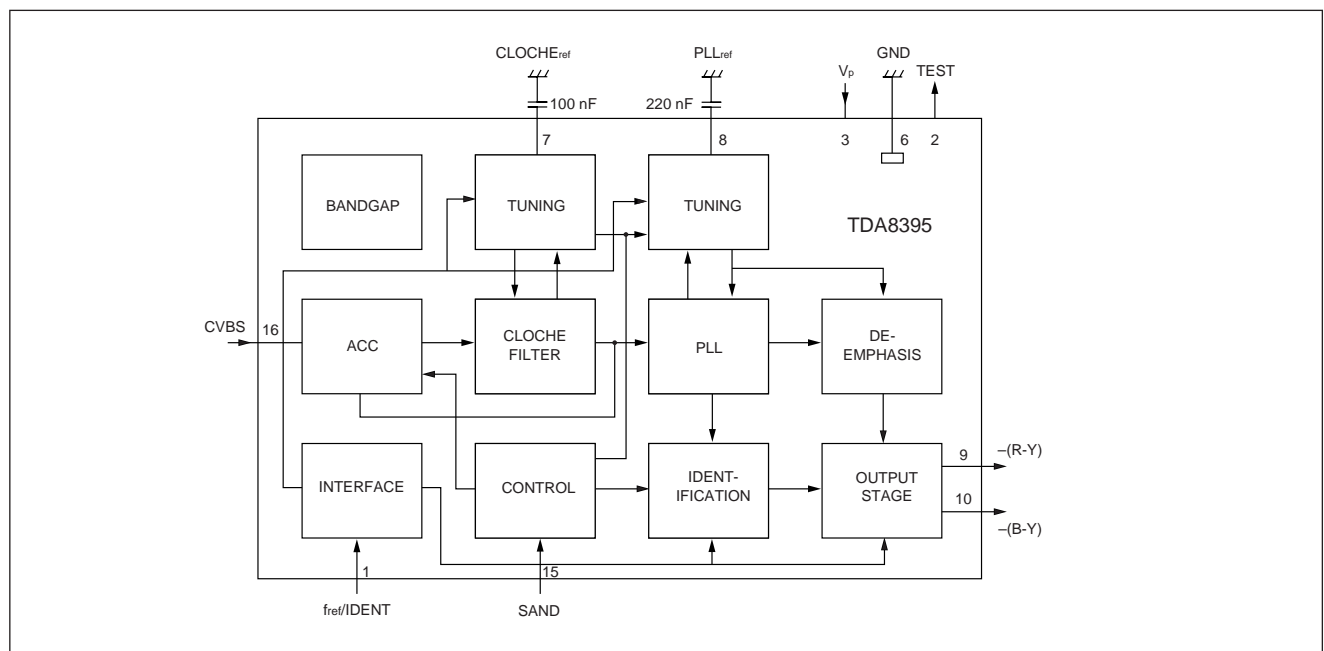 CLOCHEref
PLLref
GND
Vp
TEST
100 nF
220 nF
7
8
3
6
2
BANDGAP
TUNING
TUNING
TDA8395
CVBS
16
ACC
CLOCHE
FILTER
PLL
DE-
EMPHASIS
INTERFACE
CONTROL
IDENT-
IFICATION
OUTPUT
STAGE
9
–(R-Y)
10
–(B-Y)
1
15
fref/IDENT
SAND